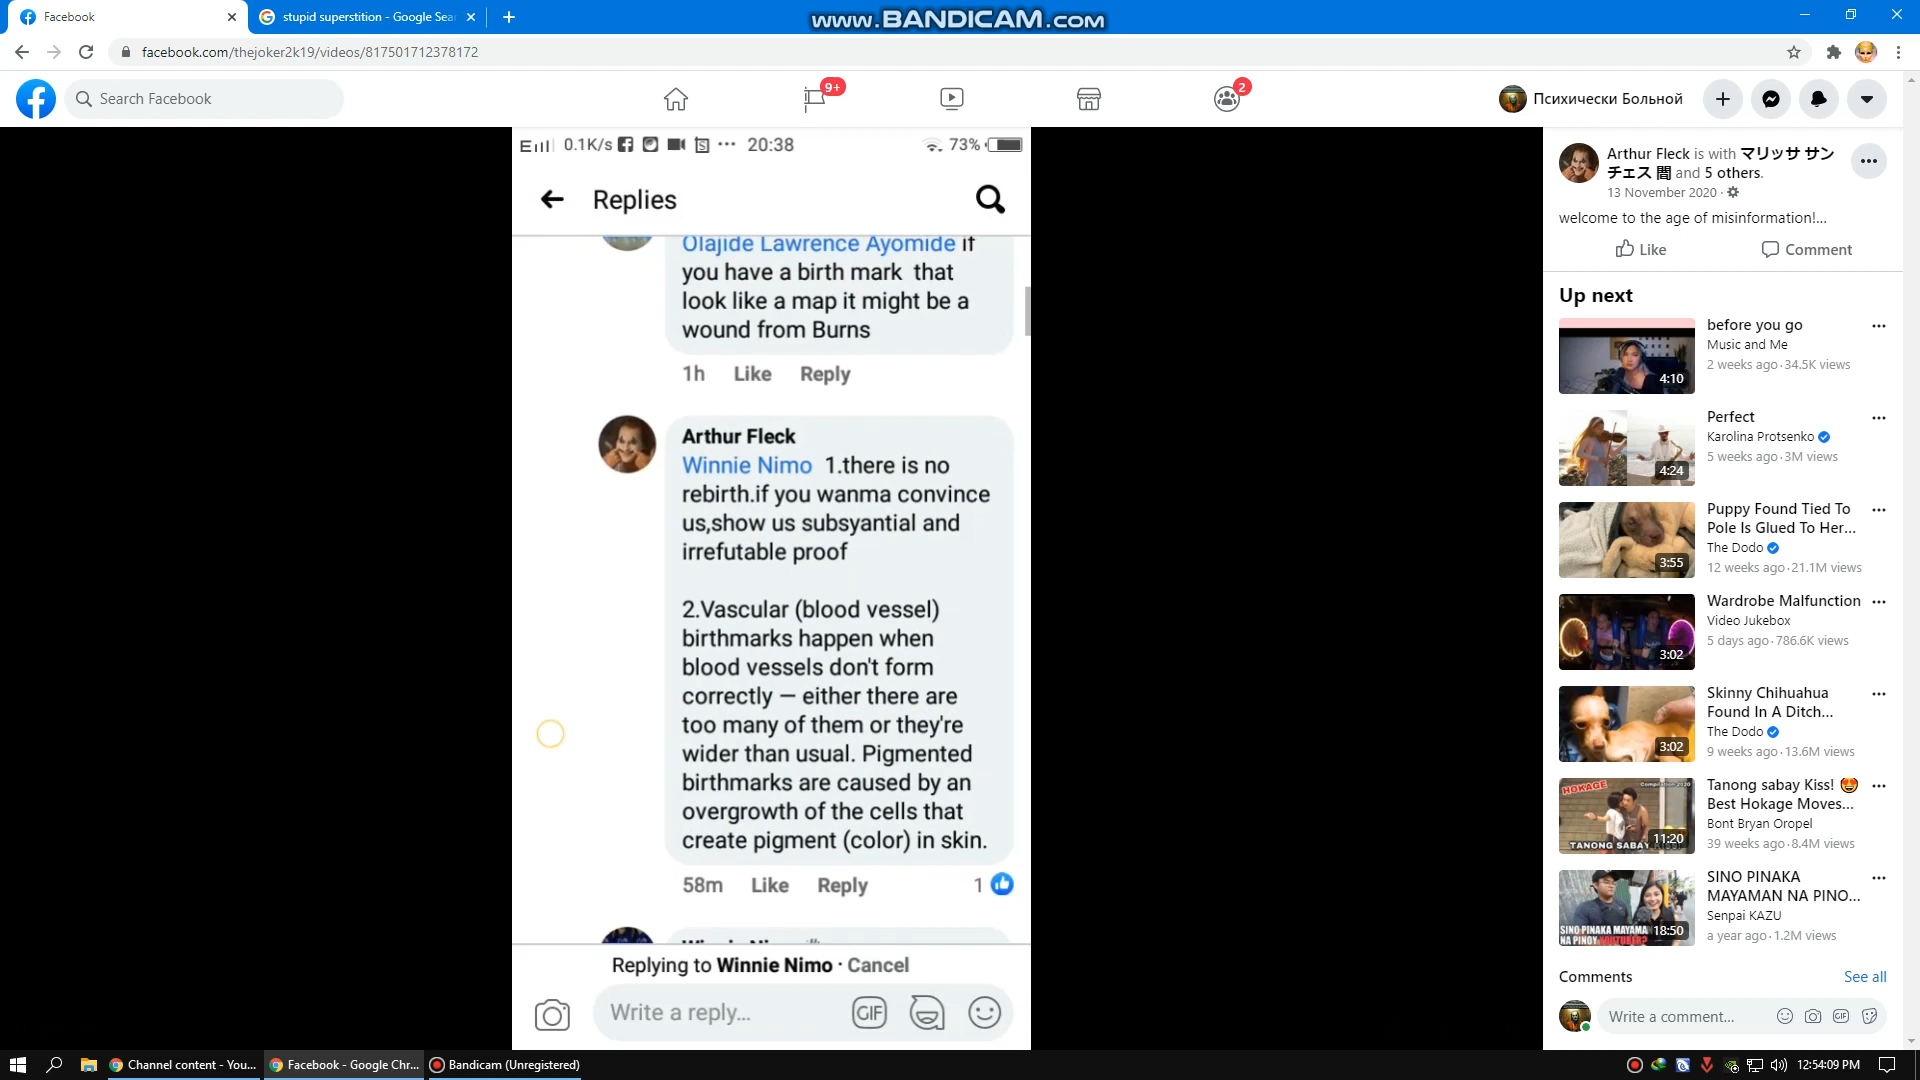 Facebook
stupid superstition - Google Sea
www.BANDICAM.com
facebook.com/thejoker2k19/videos/817501712378172
Search Facebook
9+
2
Психически Больной
0.1K/s
20:38
73%
Replies
Olajide Lawrence Ayomide if
you have a birth mark that
look like a map it might be a
wound from Burns
1h Like Reply
Arthur Fleck
Winnie Nimo 1.there is no
rebirth.if you wanma convince
us,show us subsyantial and
irrefutable proof
2.Vascular (blood vessel)
birthmarks happen when
blood vessels don't form
correctly — either there are
too many of them or they're
wider than usual. Pigmented
birthmarks are caused by an
overgrowth of the cells that
create pigment (color) in skin.
58m Like Reply 1
Replying to Winnie Nimo · Cancel
Write a reply...
GIF
Arthur Fleck is with マリッサ サン
チェス 闇 and 5 others.
13 November 2020 ·
welcome to the age of misinformation!...
Like Comment
Up next
before you go
Music and Me
2 weeks ago · 34.5K views
4:10
Perfect
Karolina Protsenko
5 weeks ago · 3M views
4:24
Puppy Found Tied To
Pole Is Glued To Her...
The Dodo
12 weeks ago · 21.1M views
3:55
Wardrobe Malfunction
Video Jukebox
5 days ago · 786.6K views
3:02
Skinny Chihuahua
Found In A Ditch...
The Dodo
9 weeks ago · 13.6M views
3:02
Tanong sabay Kiss! 😍
Best Hokage Moves...
Bont Bryan Oropel
39 weeks ago · 8.4M views
HOKAGE
Compilation 2020
11:20
TANONG SABAY
SINO PINAKA
MAYAMAN NA PINO...
Senpai KAZU
a year ago · 1.2M views
18:50
SINO PINAKA MAYAMA
NA PINOY YOUTUBER?
Comments See all
Write a comment...
Channel content - You...
Facebook - Google Chr...
Bandicam (Unregistered)
12:54:09 PM